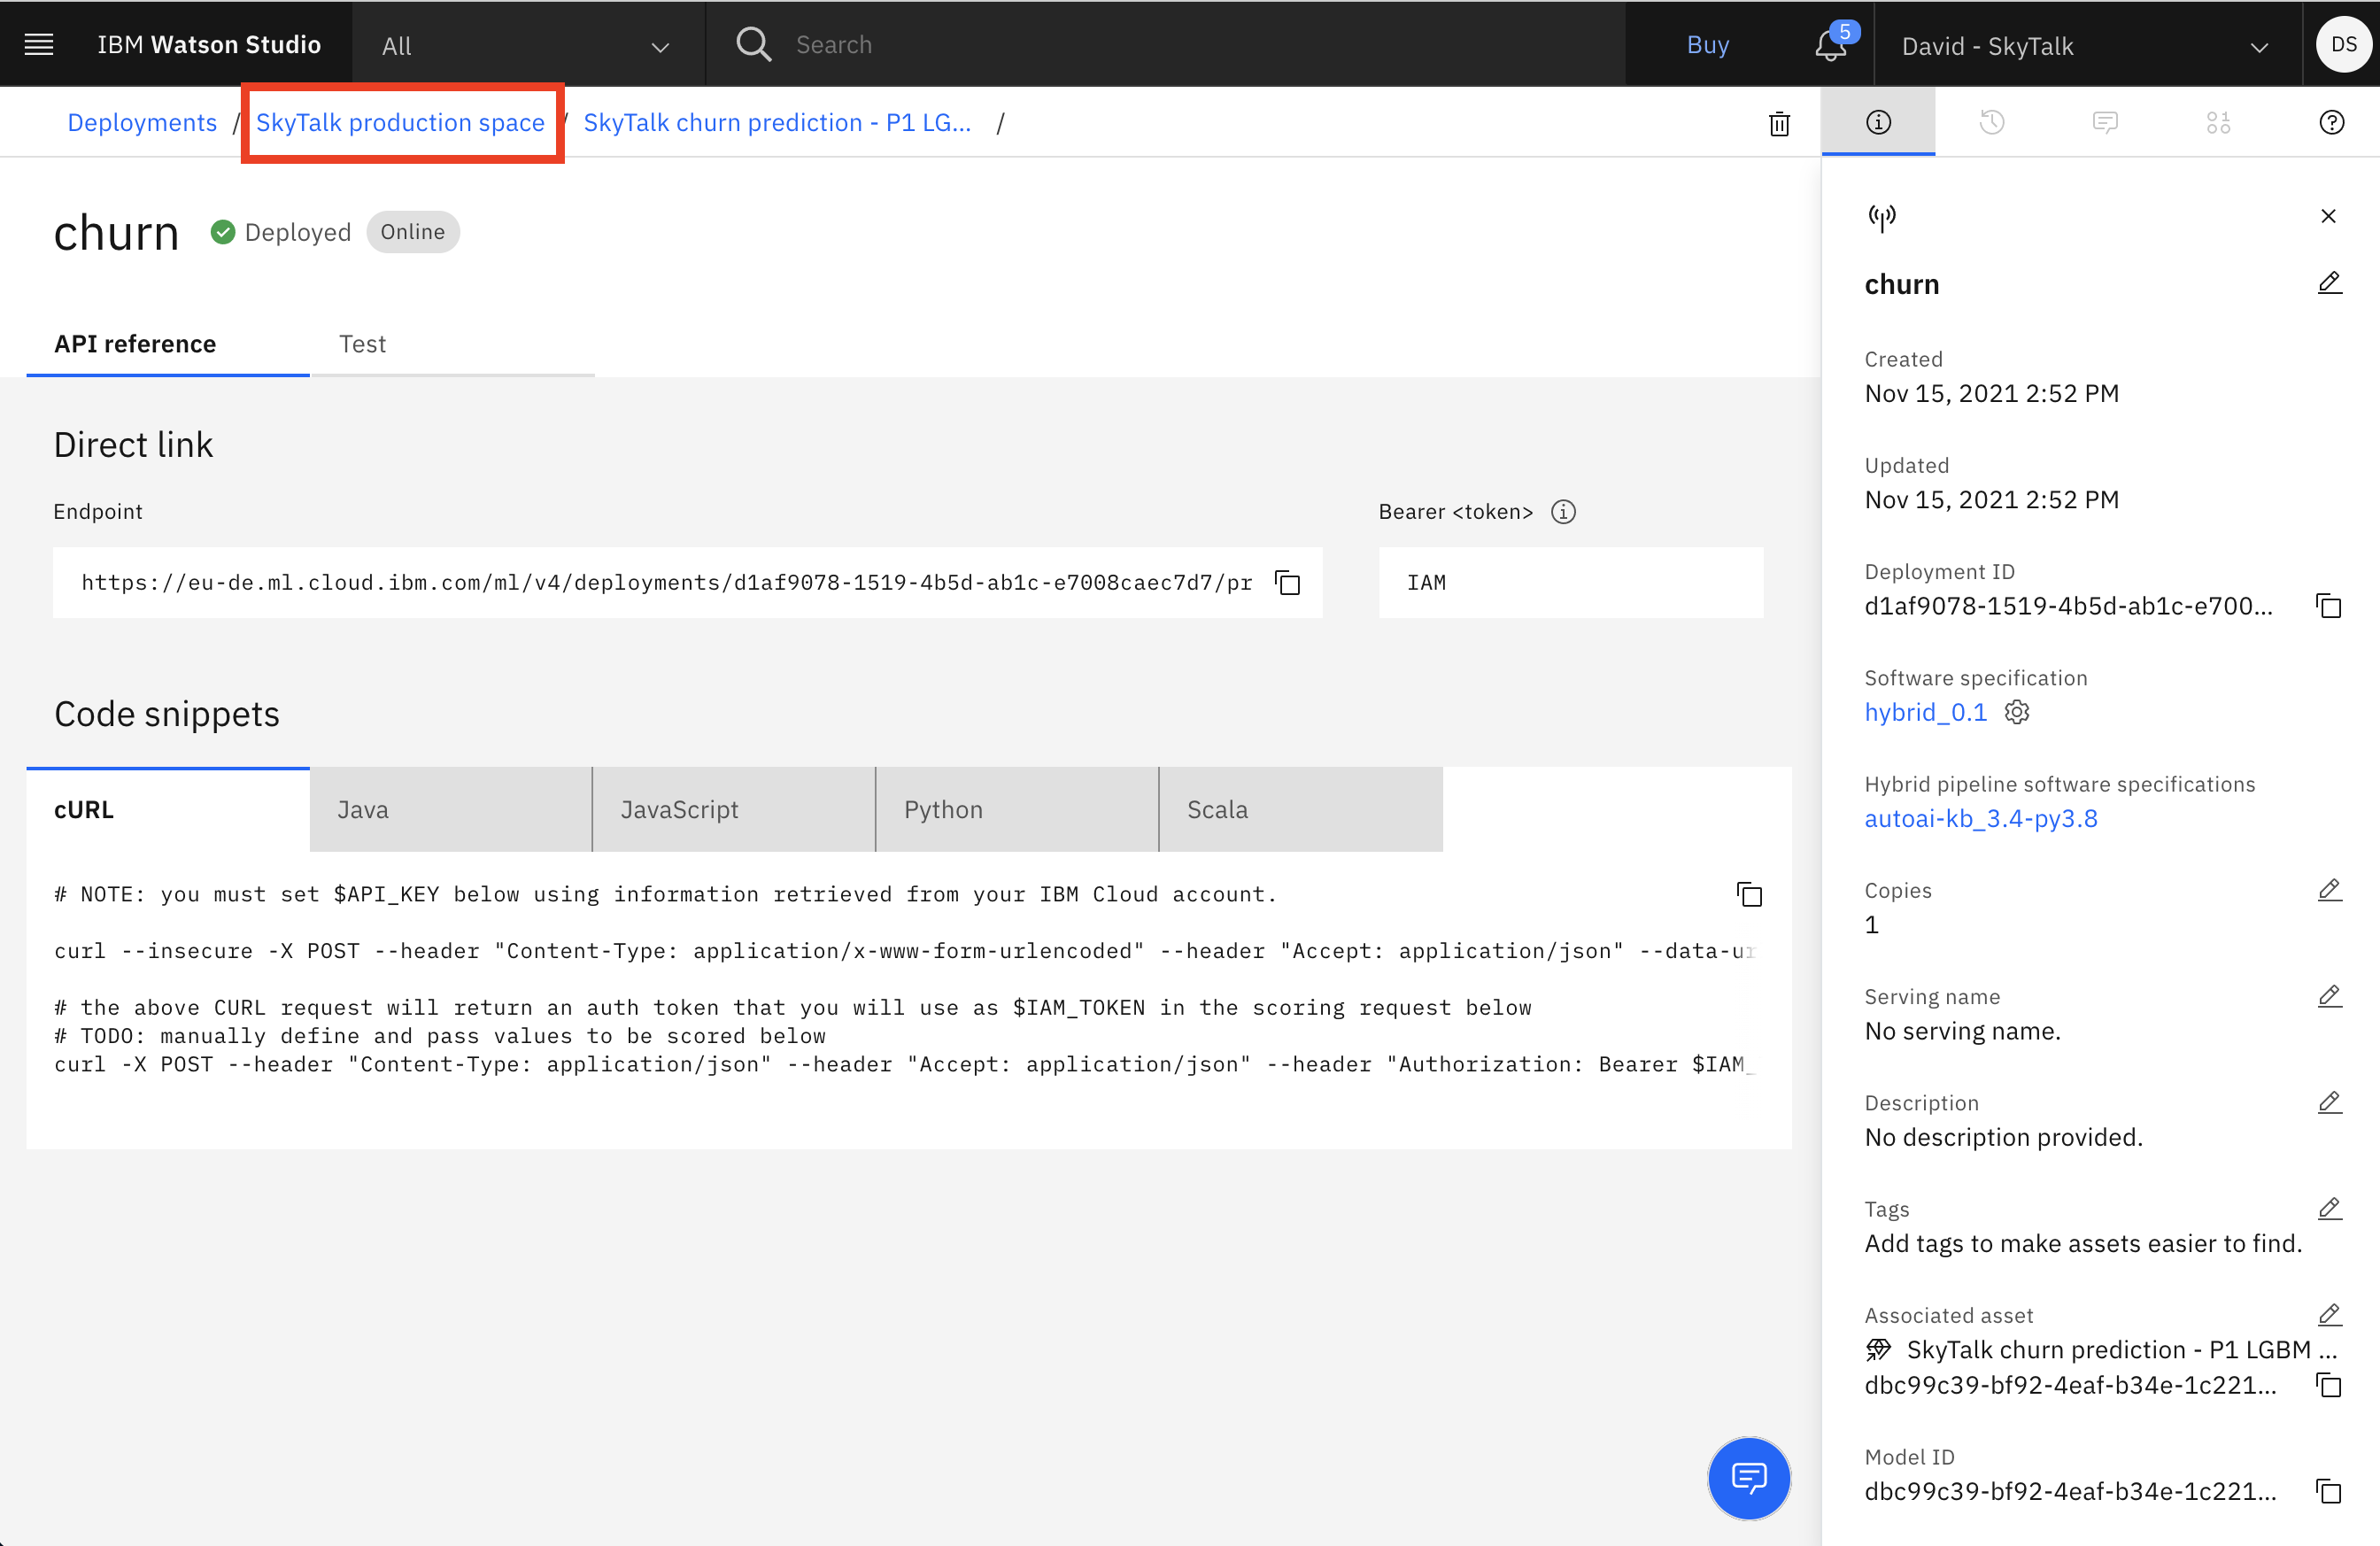 IBM Watson Studio
All
Search
Buy
5
David - SkyTalk
DS
Deployments / SkyTalk production space / SkyTalk churn prediction - P1 LG... /
churn
Deployed
Online
API reference
Test
Direct link
Endpoint
https://eu-de.ml.cloud.ibm.com/ml/v4/deployments/d1af9078-1519-4b5d-ab1c-e7008caec7d7/pr
Bearer <token>
IAM
Code snippets
cURL
Java
JavaScript
Python
Scala
# NOTE: you must set $API_KEY below using information retrieved from your IBM Cloud account.
curl --insecure -X POST --header "Content-Type: application/x-www-form-urlencoded" --header "Accept: application/json" --data-ur
# the above CURL request will return an auth token that you will use as $IAM_TOKEN in the scoring request below
# TODO: manually define and pass values to be scored below
curl -X POST --header "Content-Type: application/json" --header "Accept: application/json" --header "Authorization: Bearer $IAM_
churn
Created
Nov 15, 2021 2:52 PM
Updated
Nov 15, 2021 2:52 PM
Deployment ID
d1af9078-1519-4b5d-ab1c-e700...
Software specification
hybrid_0.1
Hybrid pipeline software specifications
autoai-kb_3.4-py3.8
Copies
1
Serving name
No serving name.
Description
No description provided.
Tags
Add tags to make assets easier to find.
Associated asset
SkyTalk churn prediction - P1 LGBM ...
dbc99c39-bf92-4eaf-b34e-1c221...
Model ID
dbc99c39-bf92-4eaf-b34e-1c221...